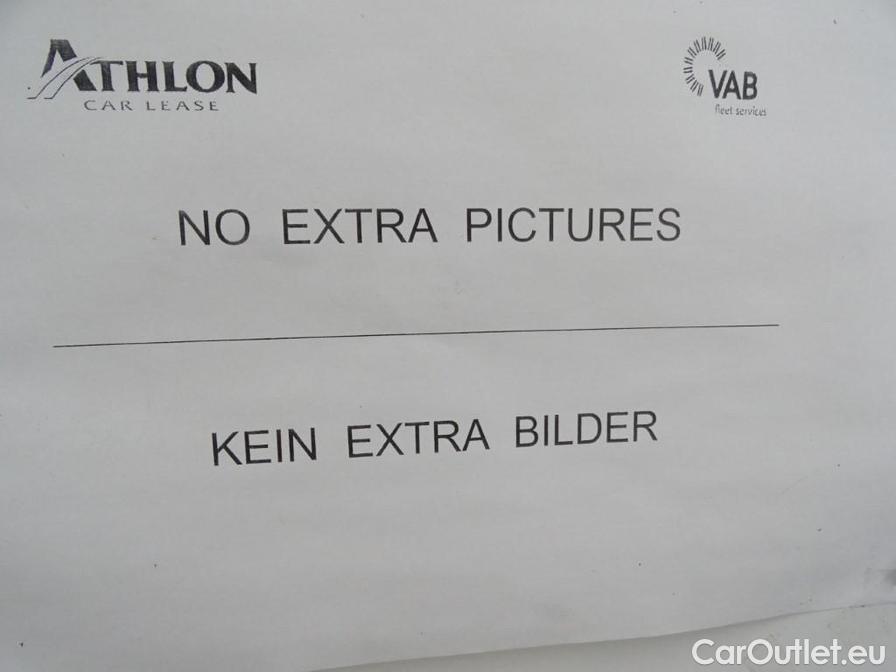 ATHLON
CAR LEASE
VAB
fleet services
NO EXTRA PICTURES
KEIN EXTRA BILDER
CarOutlet.eu